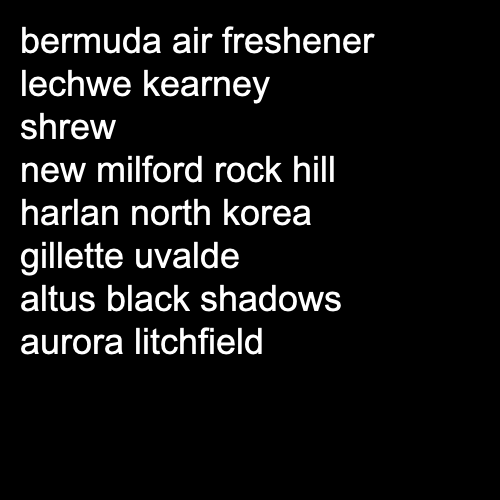 bermuda air freshener
lechwe kearney
shrew
new milford rock hill
harlan north korea
gillette uvalde
altus black shadows
aurora litchfield